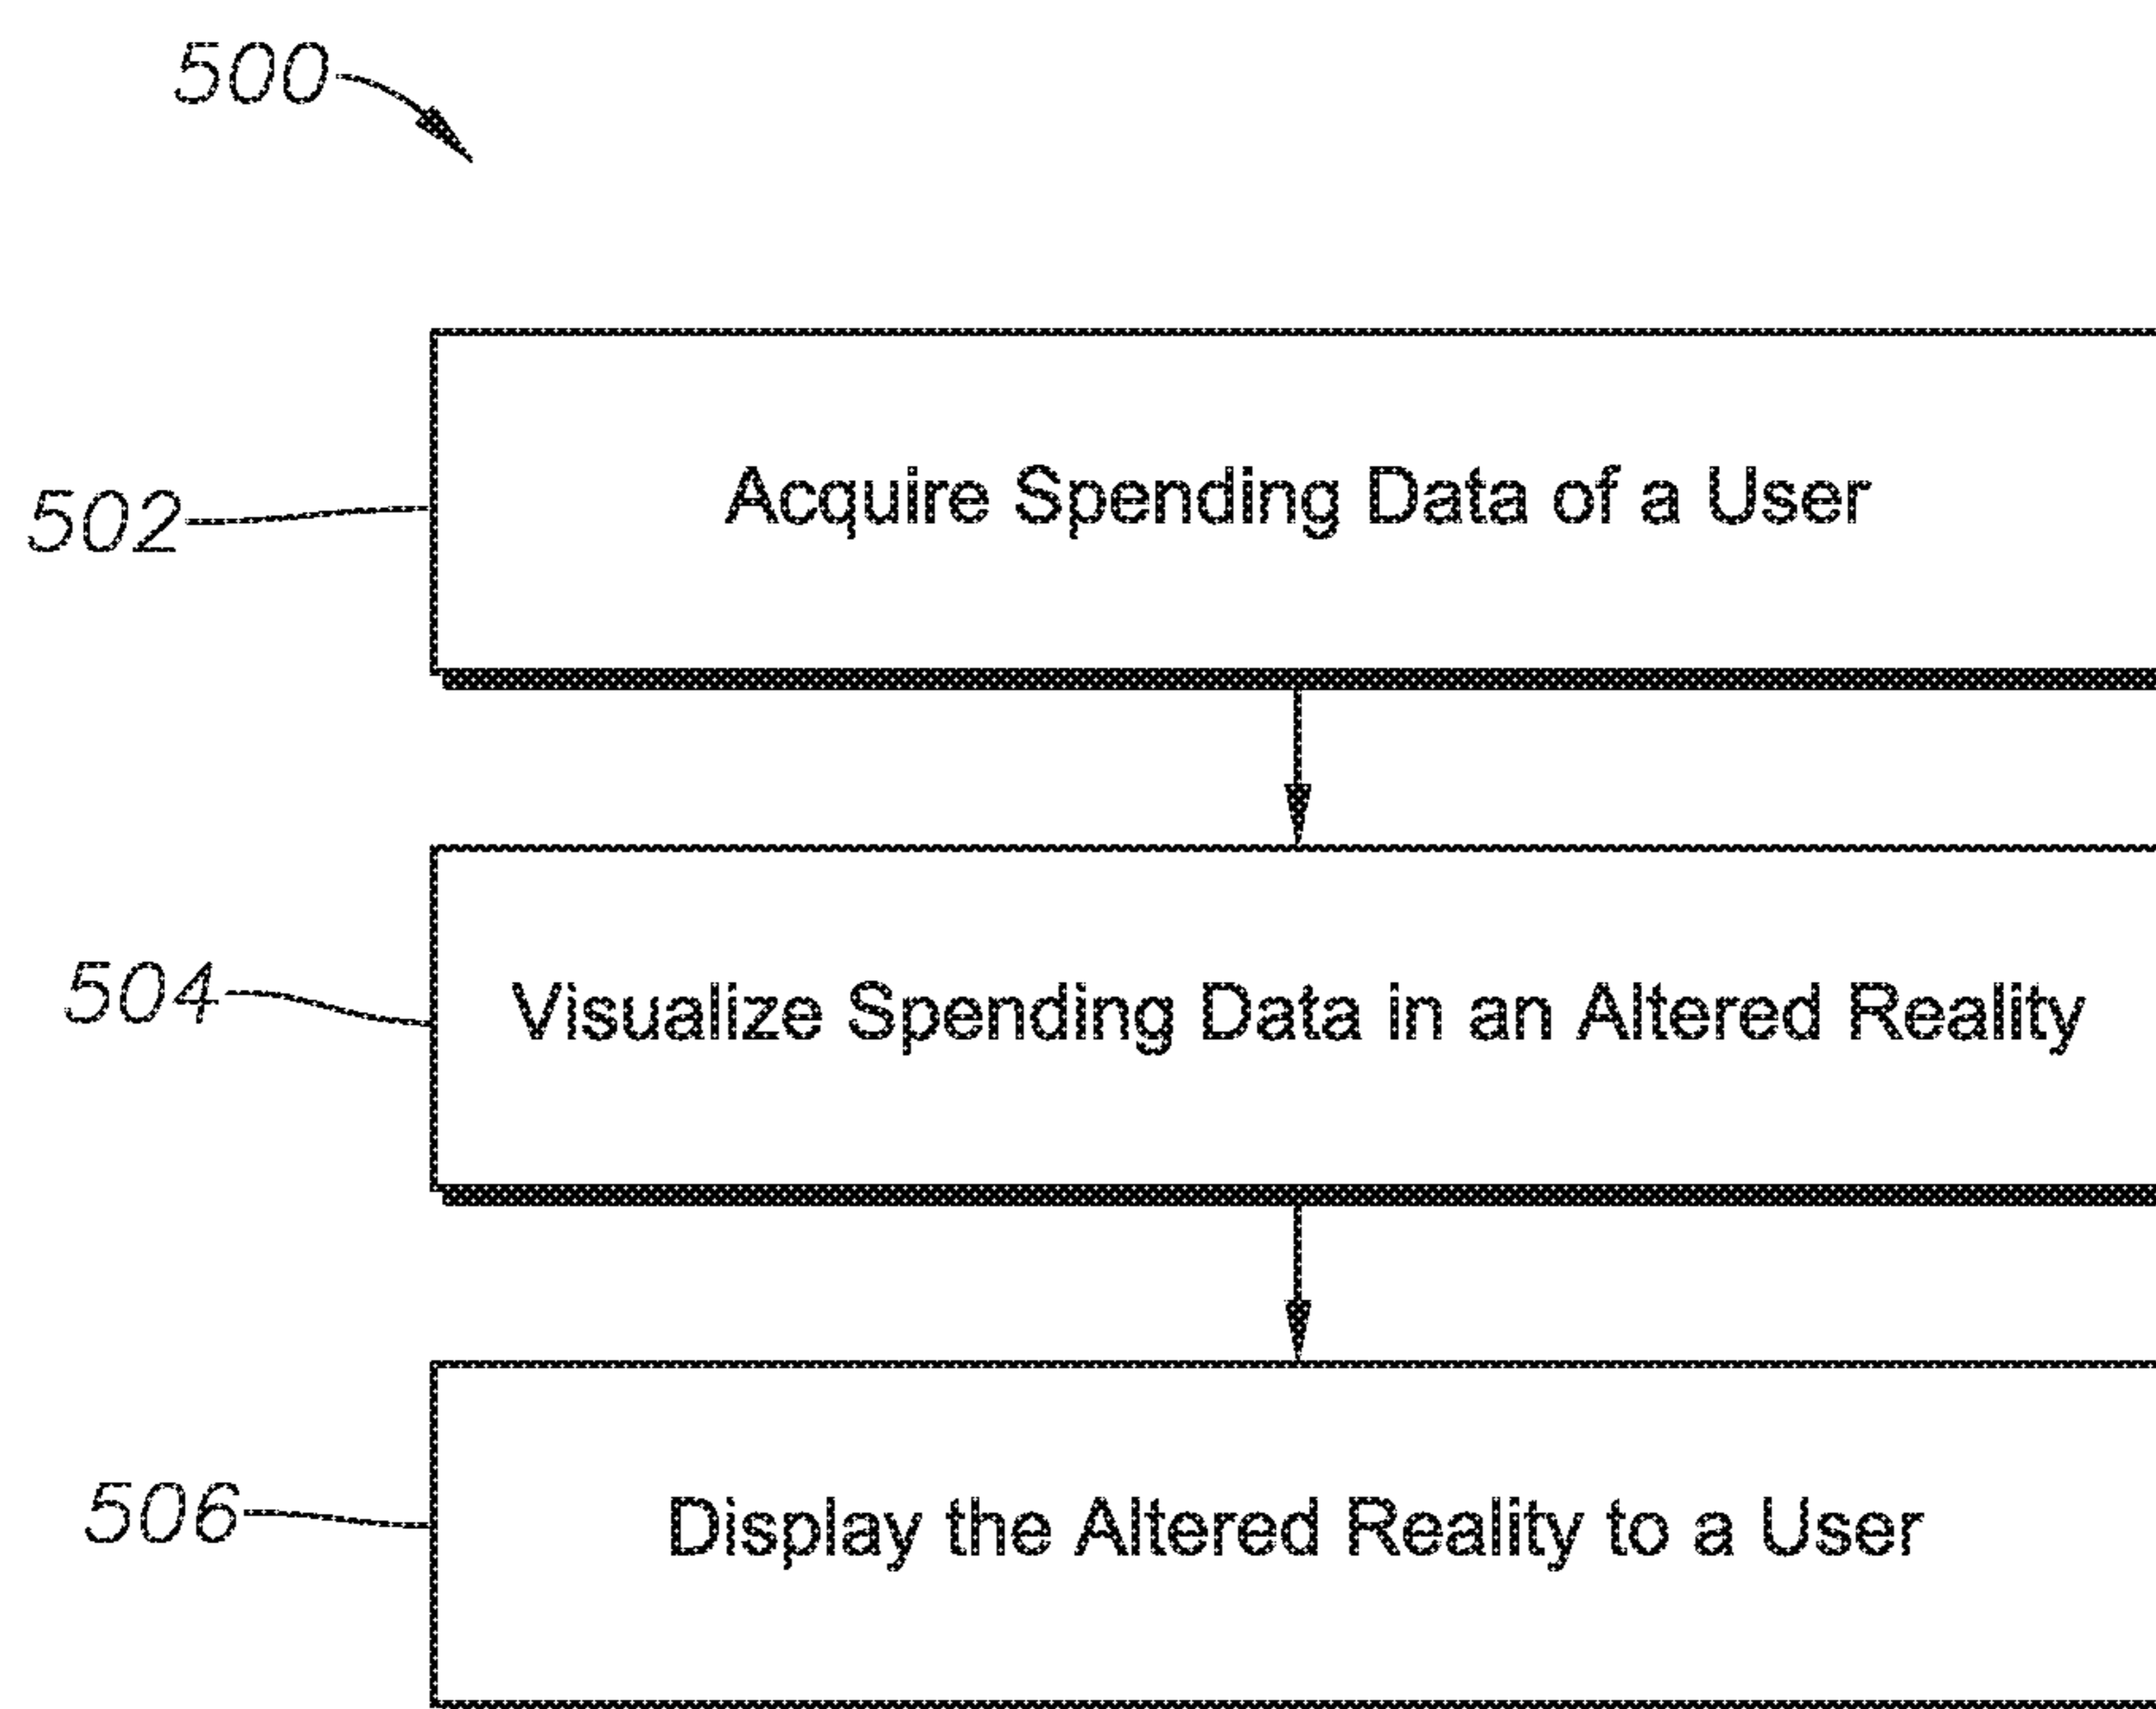 500
502
Acquire Spending Data of a User
504
Visualize Spending Data in an Altered Reality
506
Display the Altered Reality to a User